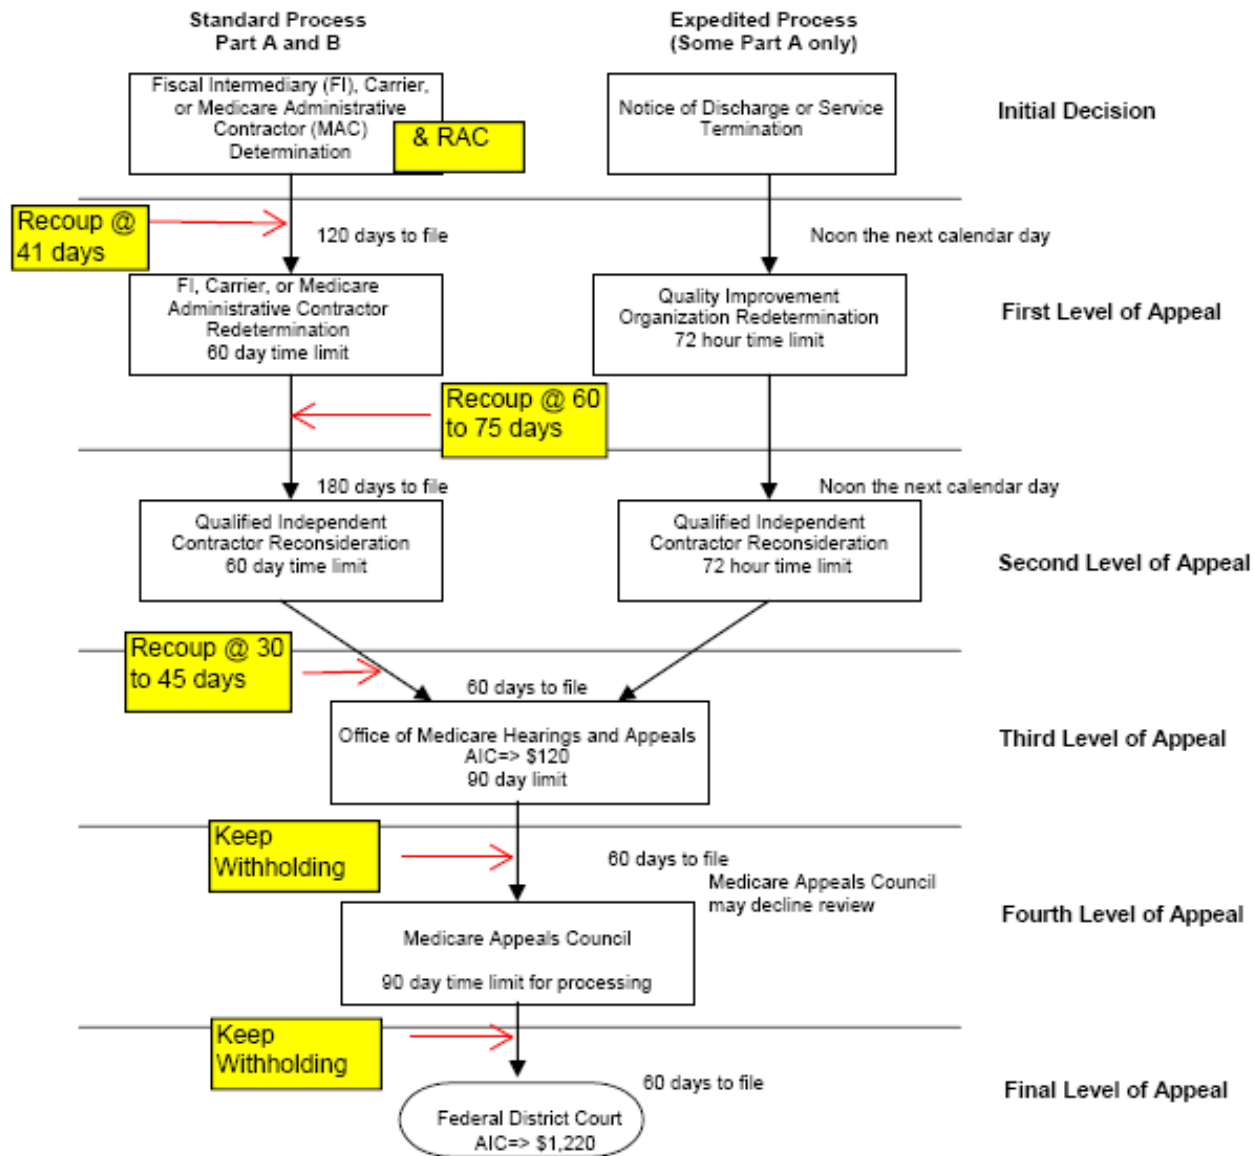 Standard Process
Part A and B
Expedited Process
(Some Part A only)
Fiscal Intermediary (FI), Carrier,
or Medicare Administrative
Contractor (MAC)
Determination
& RAC
Notice of Discharge or Service
Termination
Initial Decision
Recoup @
41 days
120 days to file
Noon the next calendar day
FI, Carrier, or Medicare
Administrative Contractor
Redetermination
60 day time limit
Quality Improvement
Organization Redetermination
72 hour time limit
First Level of Appeal
Recoup @ 60
to 75 days
180 days to file
Noon the next calendar day
Qualified Independent
Contractor Reconsideration
60 day time limit
Qualified Independent
Contractor Reconsideration
72 hour time limit
Second Level of Appeal
Recoup @ 30
to 45 days
60 days to file
Office of Medicare Hearings and Appeals
AIC=> $120
90 day limit
Third Level of Appeal
Keep
Withholding
60 days to file
Medicare Appeals Council
may decline review
Medicare Appeals Council
90 day time limit for processing
Fourth Level of Appeal
Keep
Withholding
60 days to file
Federal District Court
AIC=> $1,220
Final Level of Appeal